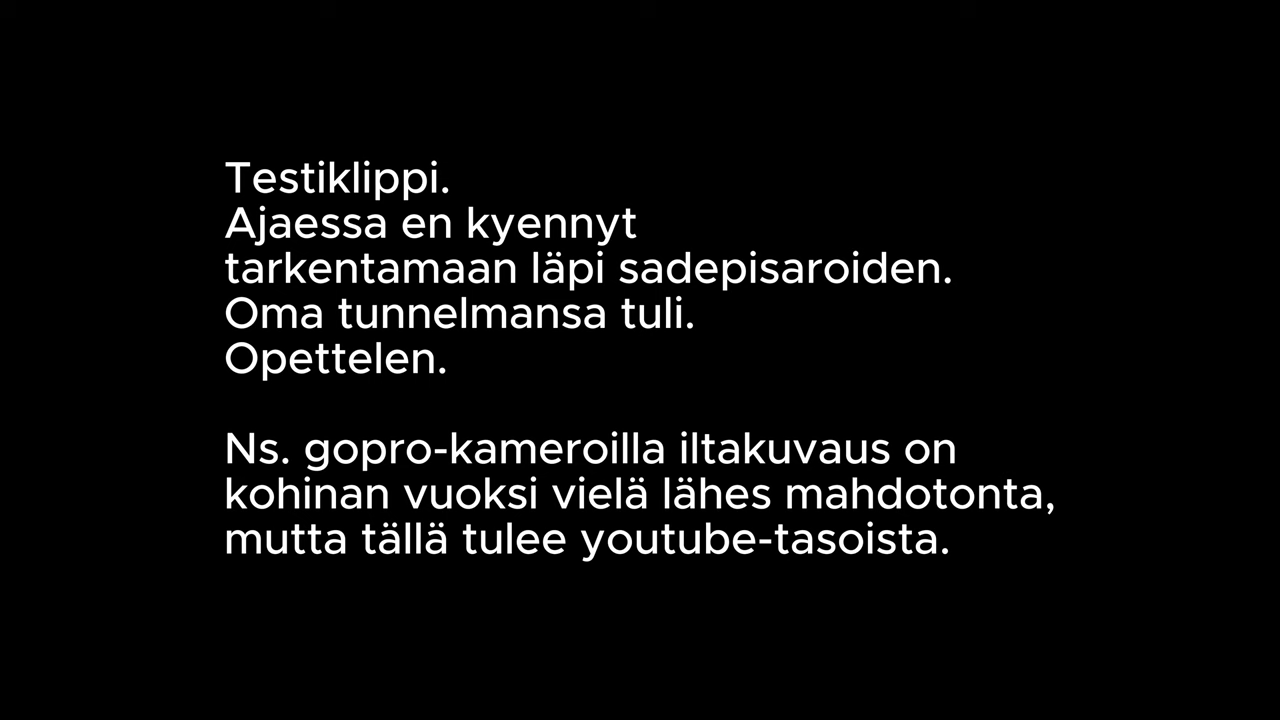 Testiklippi.
Ajaessa en kyennyt
tarkentamaan läpi sadepisaroiden.
Oma tunnelmansa tuli.
Opettelen.
Ns. gopro-kameroilla iltakuvaus on
kohinan vuoksi vielä lähes mahdotonta,
mutta tällä tulee youtube-tasoista.